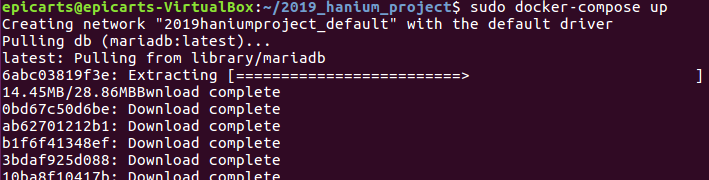 epicarts@epicarts-VirtualBox:~/2019_hanium_project$ sudo docker-compose up
Creating network "2019haniumproject_default" with the default driver
Pulling db (mariadb:latest)...
latest: Pulling from library/mariadb
6abc03819f3e: Extracting [==========================>                        ]
14.45MB/28.86MBBwnload complete
0bd67c50d6be: Download complete
ab62701212b1: Download complete
b1f6f41348ef: Download complete
3bdaf925d088: Download complete
10ba8f10417b: Download complete